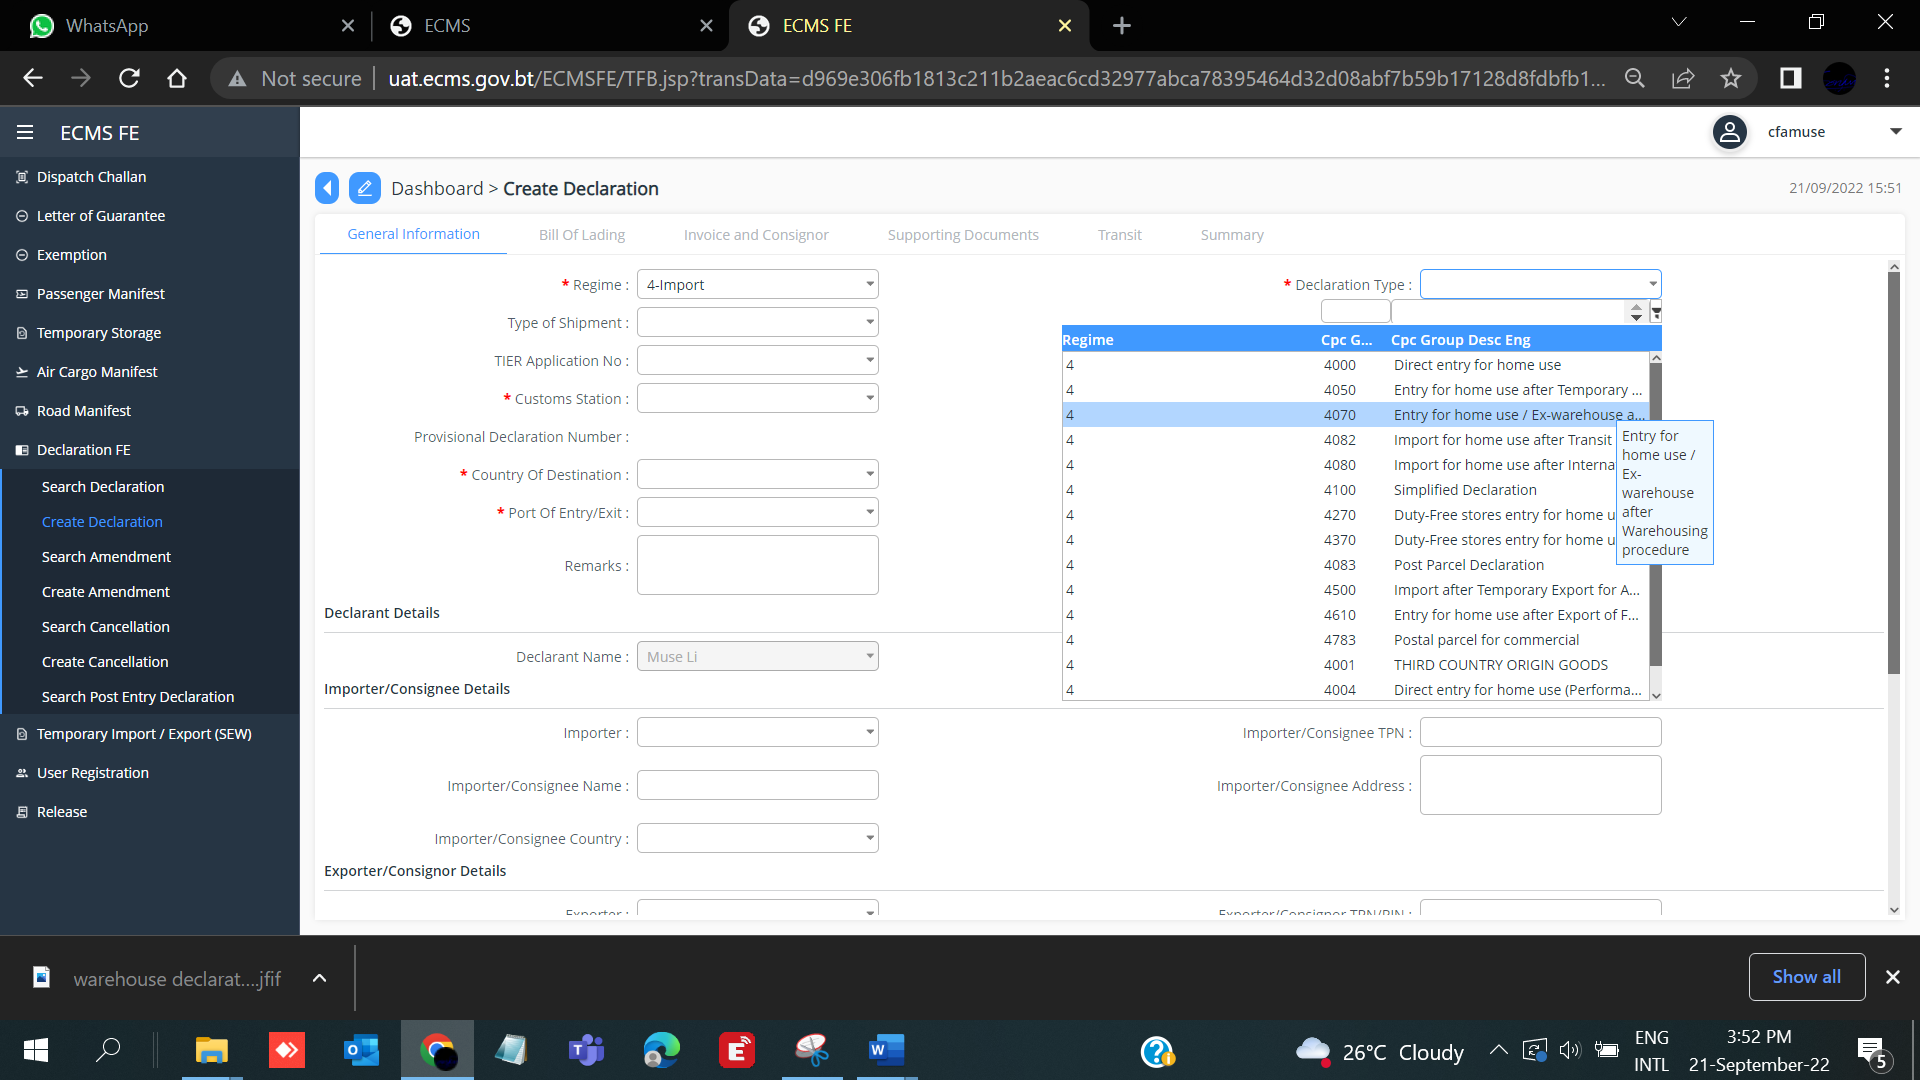 WhatsApp
ECMS
ECMS FE
Not secure
uat.ecms.gov.bt/ECMSFE/TFB.jsp?transData=d969e306fb1813c211b2aeac6cd32977abca78395464d32d08abf7b59b17128d8fdbfb1...
ECMS FE
cfamuse
Dispatch Challan
Letter of Guarantee
Exemption
Passenger Manifest
Temporary Storage
Air Cargo Manifest
Road Manifest
Declaration FE
Search Declaration
Create Declaration
Search Amendment
Create Amendment
Search Cancellation
Create Cancellation
Search Post Entry Declaration
Temporary Import / Export (SEW)
User Registration
Release
Dashboard > Create Declaration
21/09/2022 15:51
General Information
Bill Of Lading
Invoice and Consignor
Supporting Documents
Transit
Summary
* Regime : 4-Import
* Declaration Type :
Type of Shipment :
TIER Application No :
* Customs Station :
Provisional Declaration Number :
* Country Of Destination :
* Port Of Entry/Exit :
Remarks :
Regime Cpc G... Cpc Group Desc Eng
4 4000 Direct entry for home use
4 4050 Entry for home use after Temporary ...
4 4070 Entry for home use / Ex-warehouse a...
4 4082 Import for home use after Transit
4 4080 Import for home use after Interna
4 4100 Simplified Declaration
4 4270 Duty-Free stores entry for home u
4 4370 Duty-Free stores entry for home u
4 4083 Post Parcel Declaration
4 4500 Import after Temporary Export for A...
4 4610 Entry for home use after Export of F...
4 4783 Postal parcel for commercial
4 4001 THIRD COUNTRY ORIGIN GOODS
4 4004 Direct entry for home use (Performa...
Entry for
home use /
Ex-
warehouse
after
Warehousing
procedure
Declarant Details
Declarant Name : Muse Li
Importer/Consignee Details
Importer :
Importer/Consignee TPN :
Importer/Consignee Name :
Importer/Consignee Address :
Importer/Consignee Country :
Exporter/Consignor Details
Exporter :
Exporter/Consignor TPN/PIN :
warehouse declarat....jfif
Show all
26°C Cloudy
ENG
INTL
3:52 PM
21-September-22
5